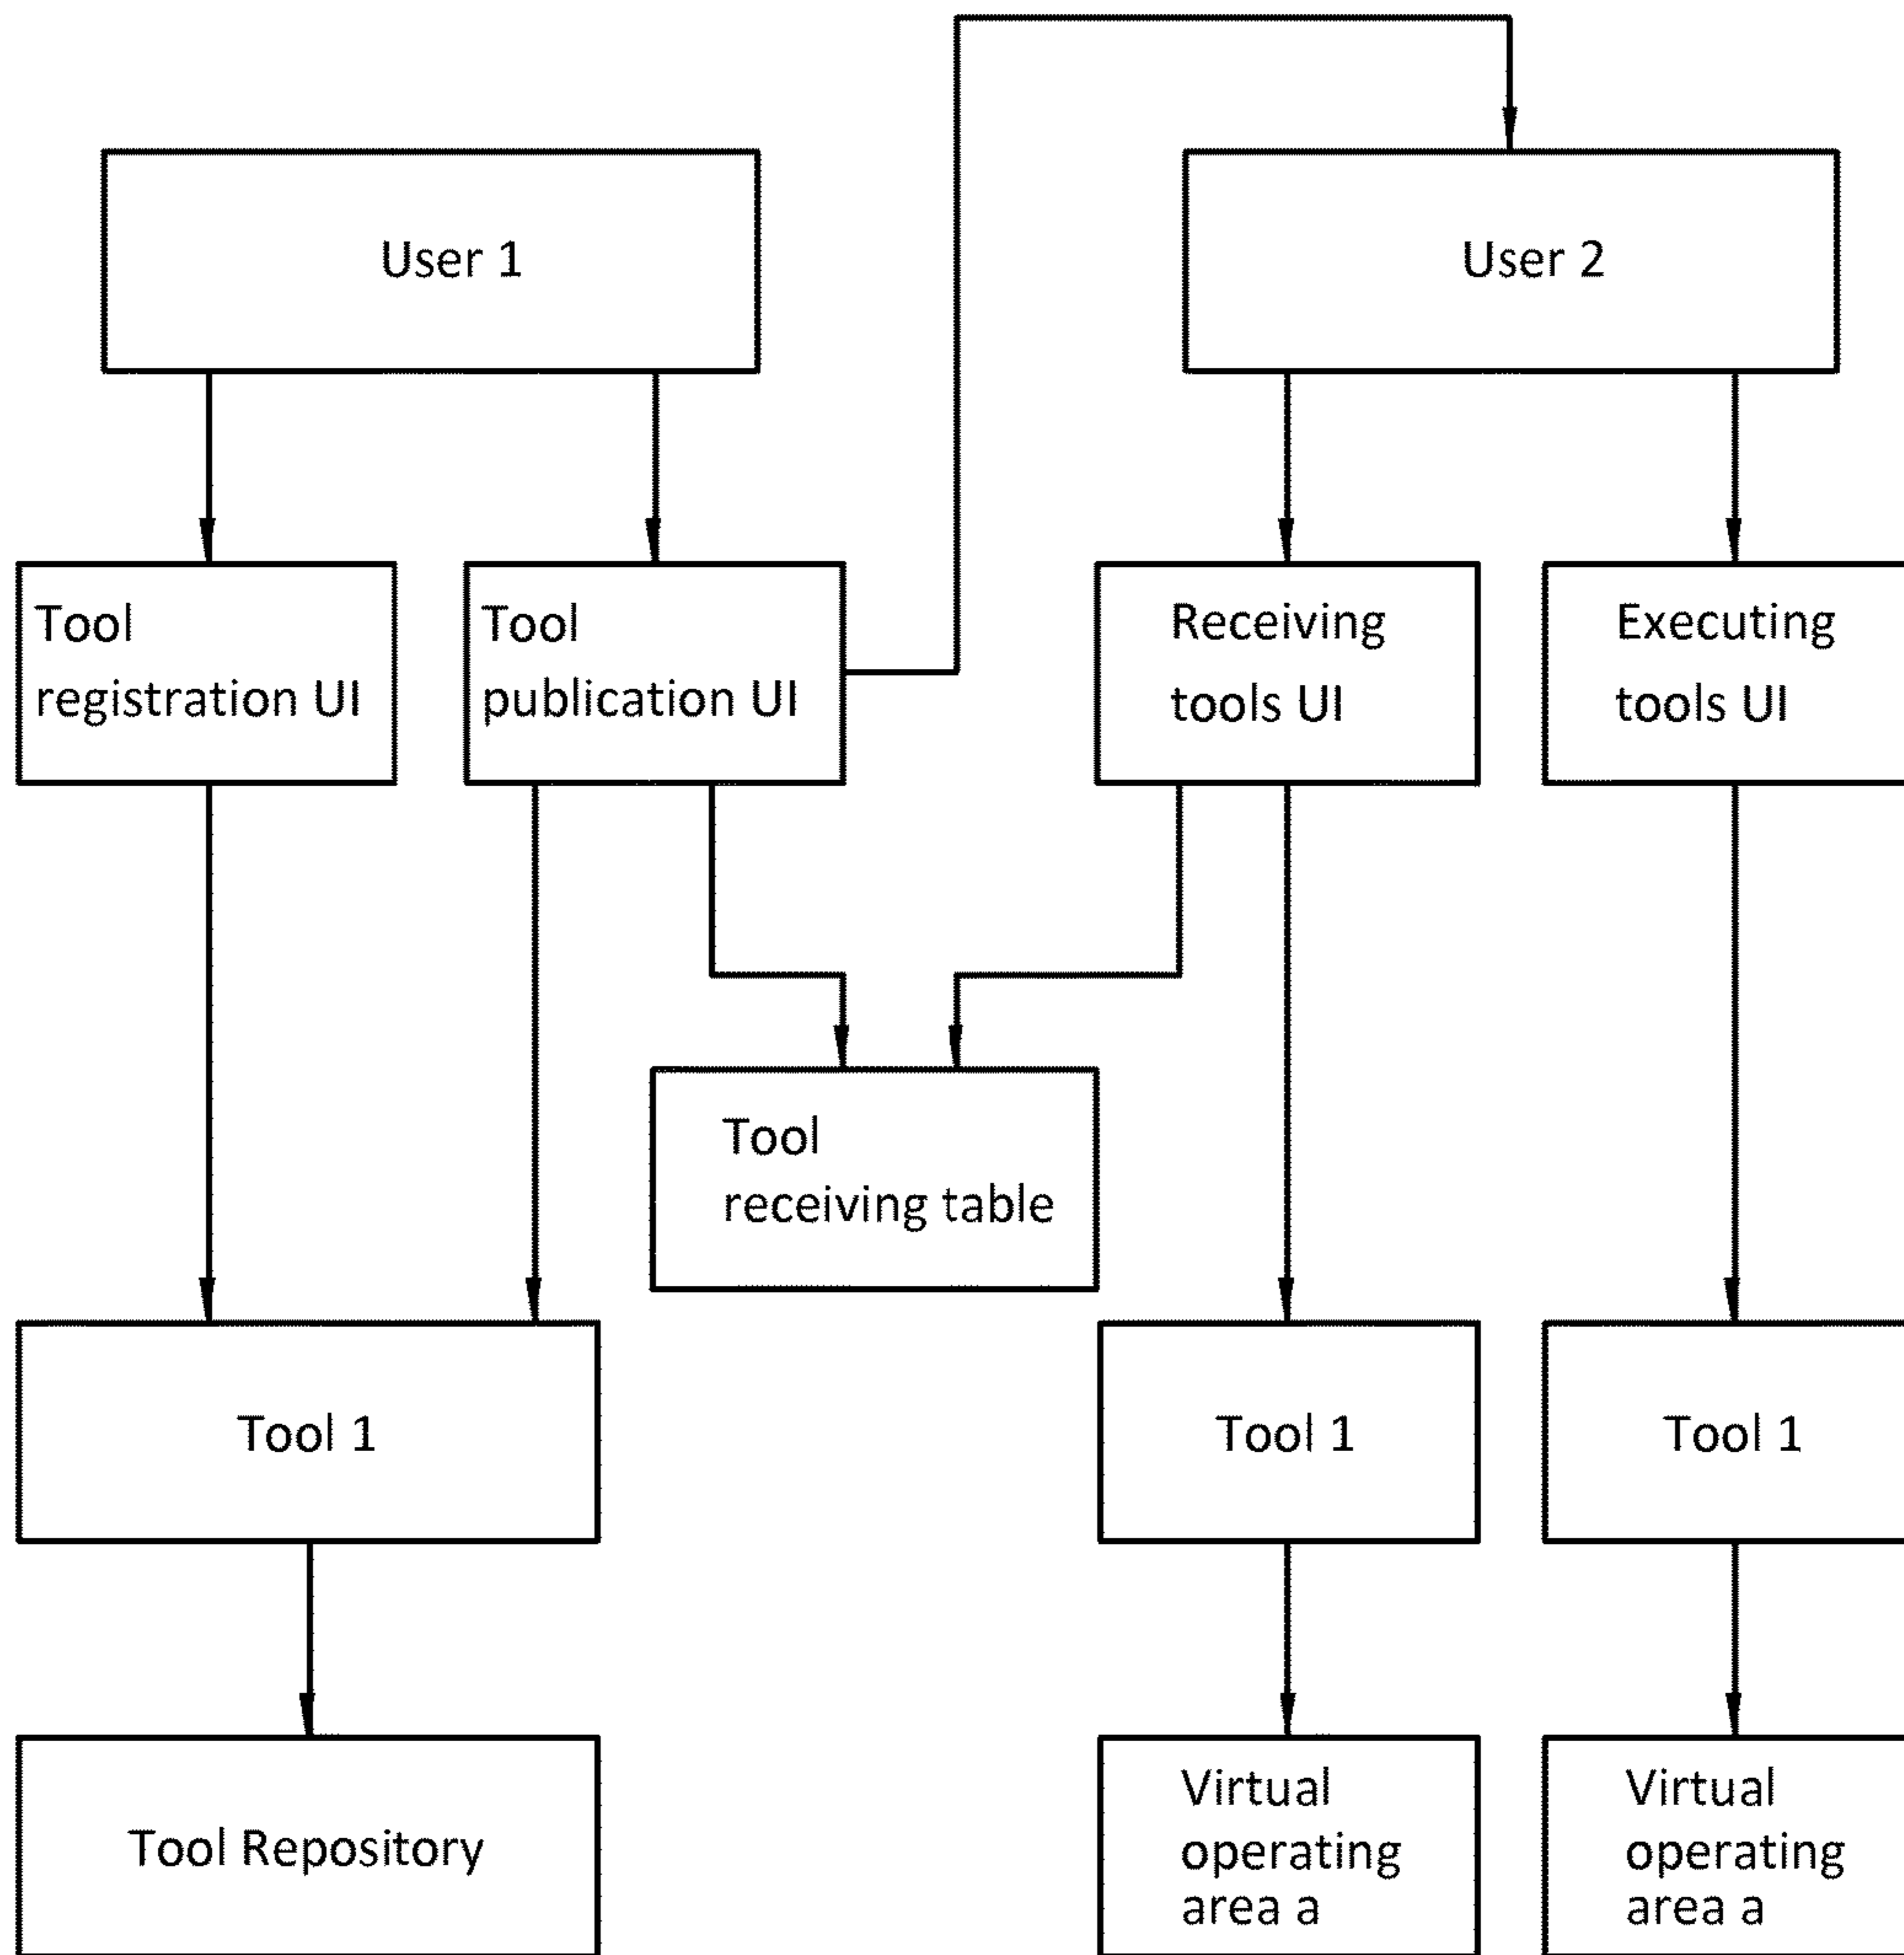 User 1
User 2
Tool
registration UI
Tool
publication UI
Receiving
tools UI
Executing
tools UI
Tool
receiving table
Tool 1
Tool 1
Tool 1
Tool Repository
Virtual
operating
area a
Virtual
operating
area a